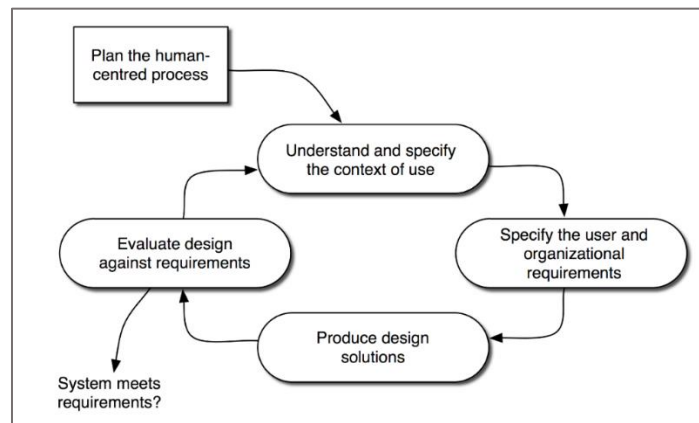 Plan the human-
centred process
Understand and specify
the context of use
Specify the user and
organizational
requirements
Produce design
solutions
Evaluate design
against requirements
System meets
requirements?